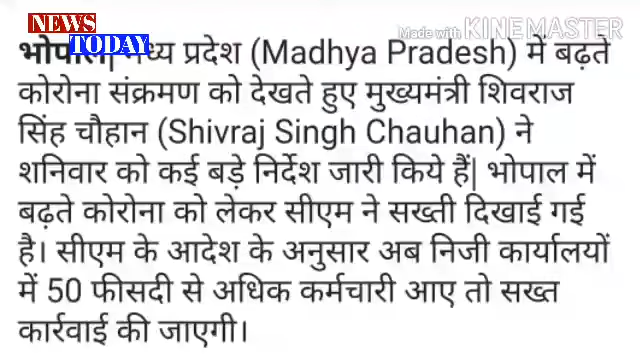 NEWS
TODAY
Made with KINEMASTER
भोपाल| मध्य प्रदेश (Madhya Pradesh) में बढ़ते
कोरोना संक्रमण को देखते हुए मुख्यमंत्री शिवराज
सिंह चौहान (Shivraj Singh Chauhan) ने
शनिवार को कई बड़े निर्देश जारी किये हैं| भोपाल में
बढ़ते कोरोना को लेकर सीएम ने सख्ती दिखाई गई
है। सीएम के आदेश के अनुसार अब निजी कार्यालयों
में 50 फीसदी से अधिक कर्मचारी आए तो सख्त
कार्रवाई की जाएगी।